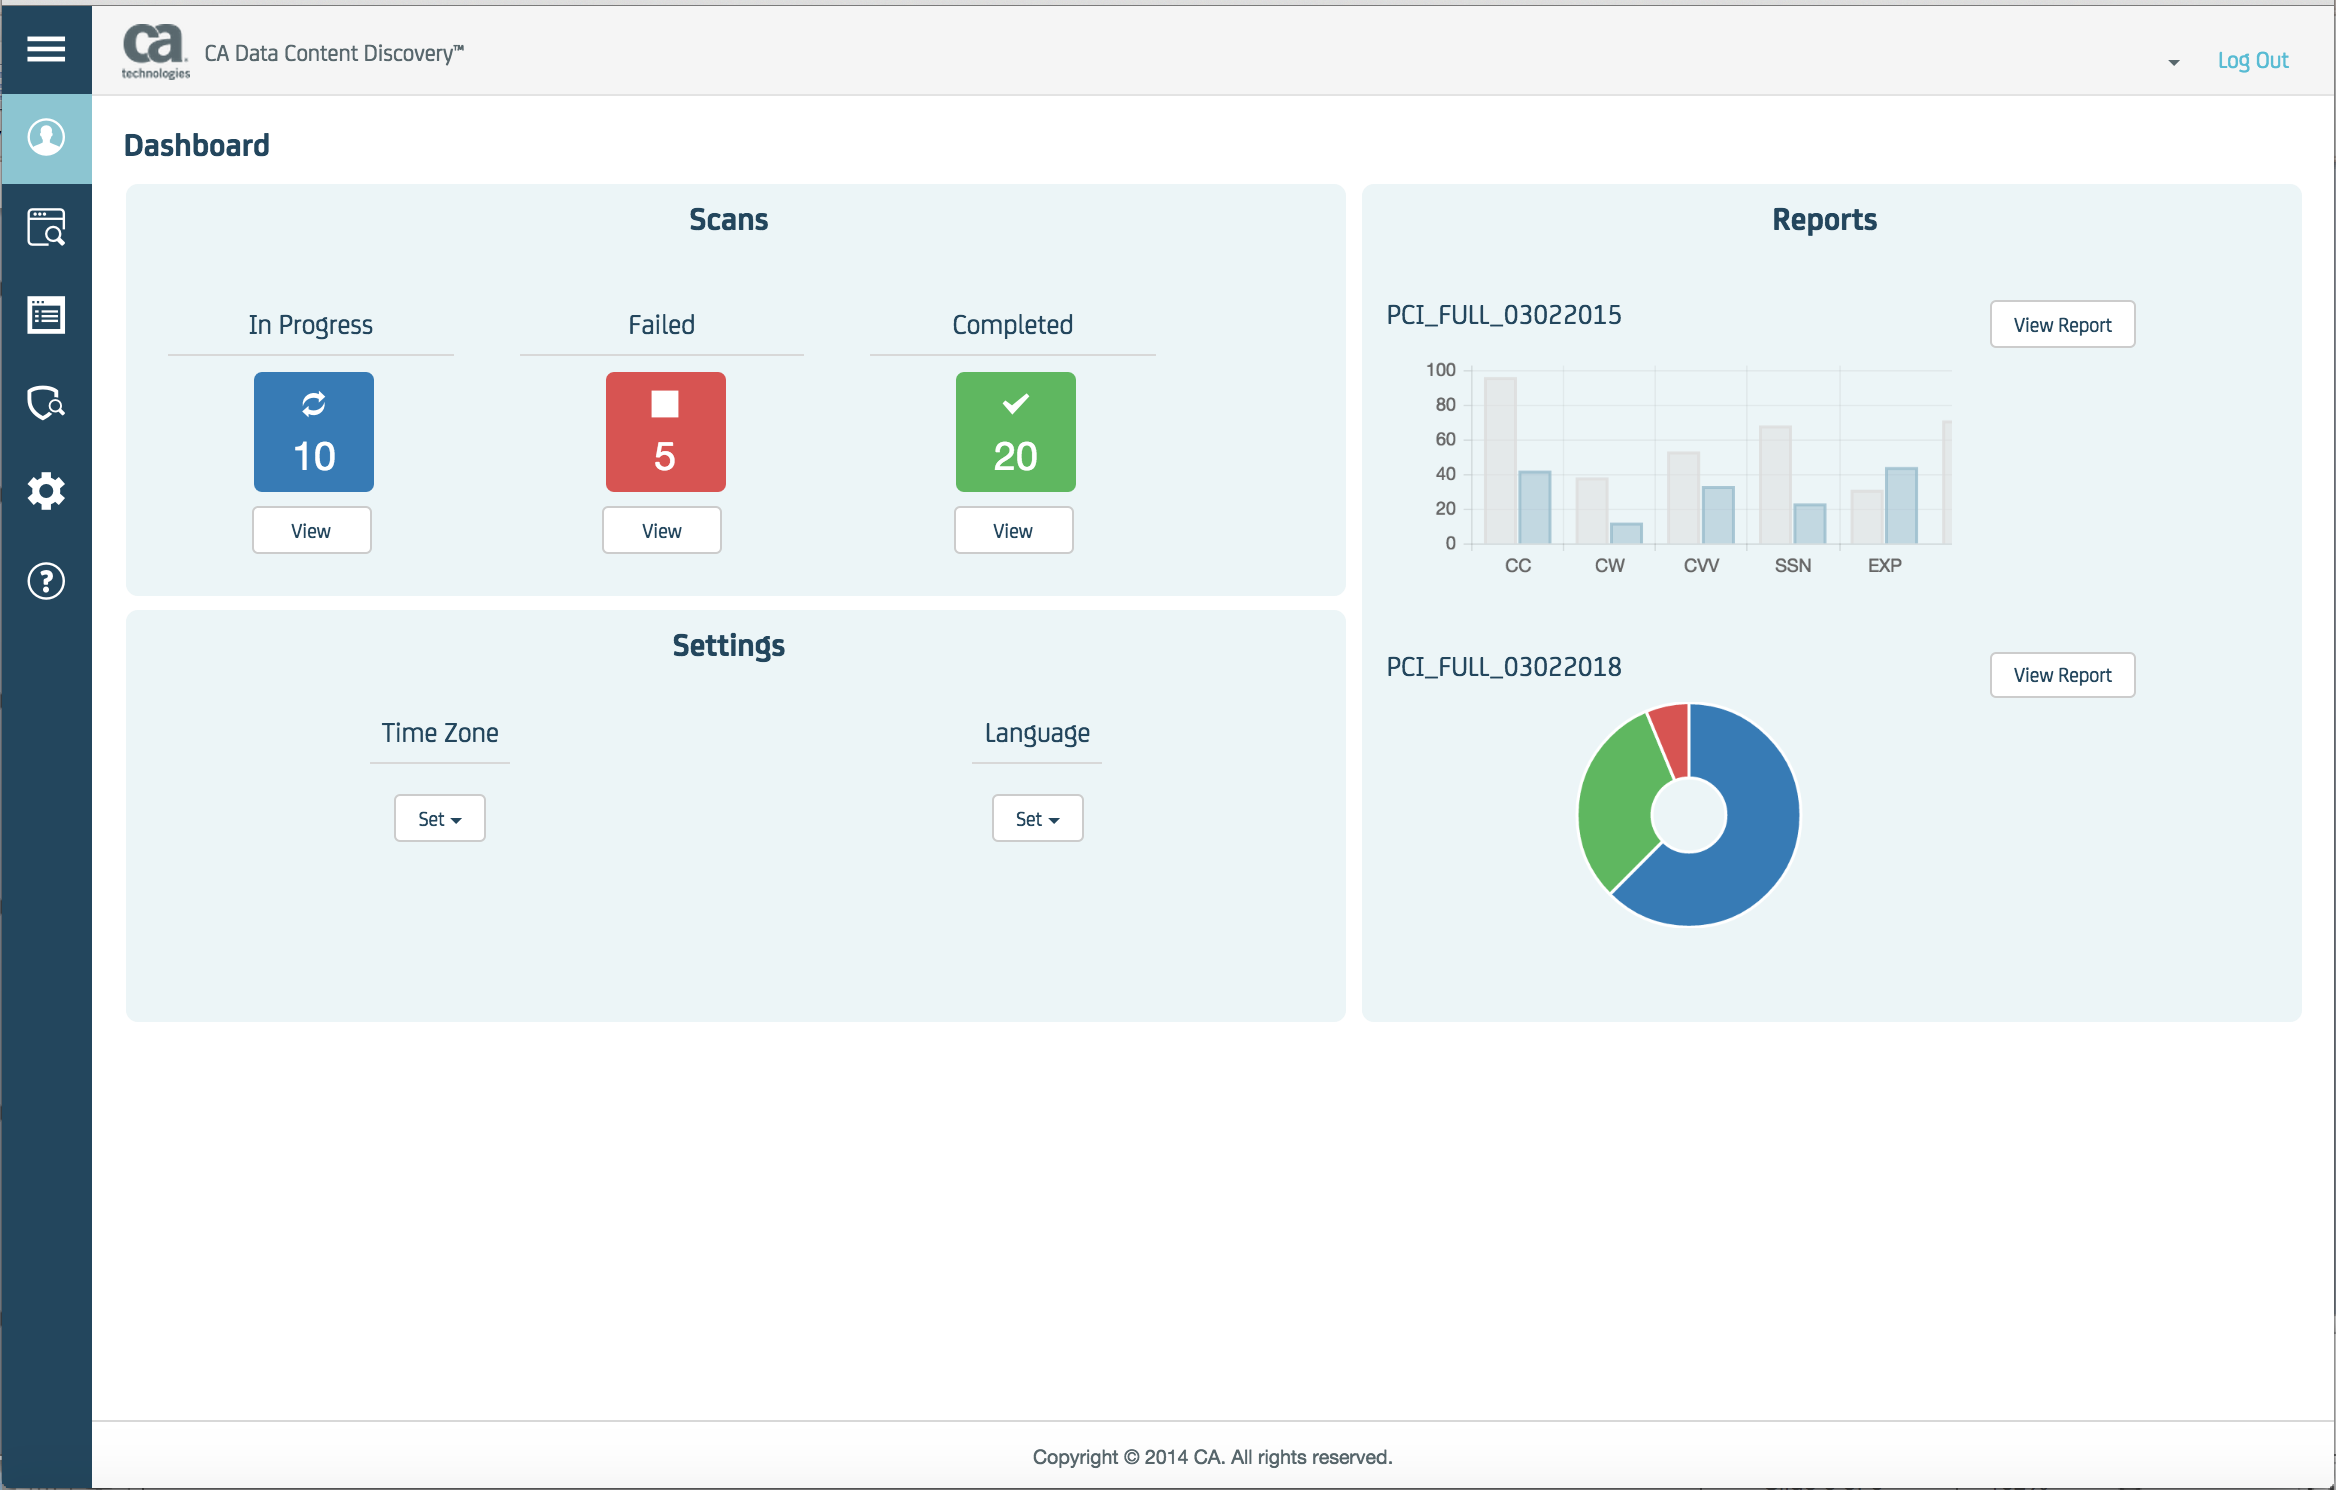 ca
technologies
CA Data Content Discovery™
Log Out
Dashboard
Scans
In Progress
Failed
Completed
10
5
20
View
View
View
Settings
Time Zone
Language
Set
Set
Reports
PCI_FULL_03022015
View Report
100
80
60
40
20
0
CC CW CVV SSN EXP
PCI_FULL_03022018
View Report
Copyright © 2014 CA. All rights reserved.